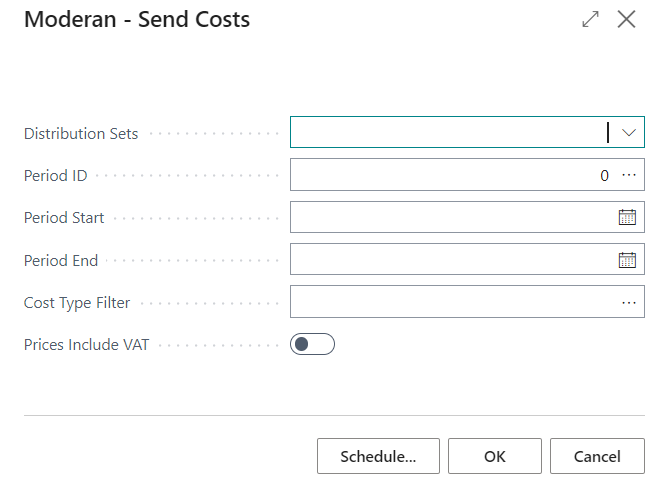 Moderan - Send Costs
Distribution Sets
Period ID 0 ...
Period Start
Period End
Cost Type Filter ...
Prices Include VAT
Schedule... OK Cancel